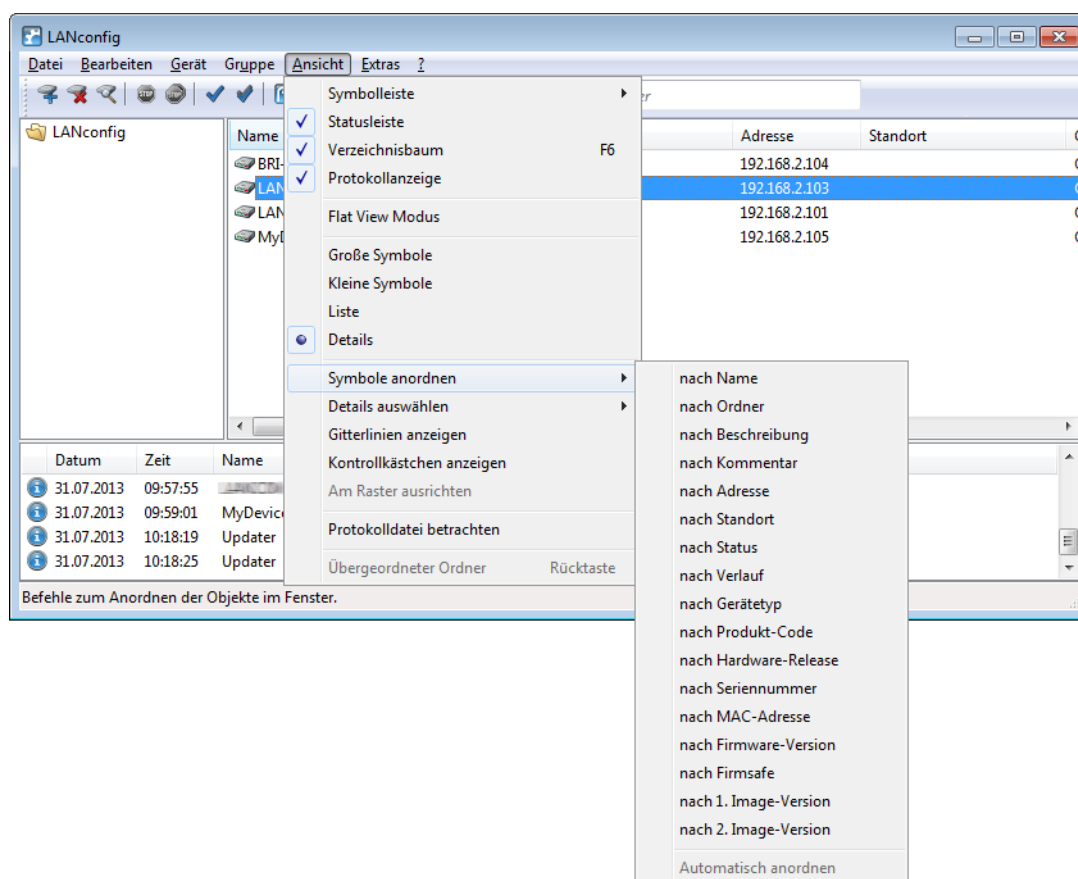 LANconfig
Datei Bearbeiten Gerät Gruppe Ansicht Extras ?
LANconfig
Name Adresse Standort
BRI- 192.168.2.104
LAN 192.168.2.103
LAN 192.168.2.101
MyD 192.168.2.105
Symbolleiste
Statusleiste
Verzeichnisbaum F6
Protokollanzeige
Flat View Modus
Große Symbole
Kleine Symbole
Liste
Details
Symbole anordnen
Details auswählen
Gitterlinien anzeigen
Kontrollkästchen anzeigen
Am Raster ausrichten
Protokolldatei betrachten
Übergeordneter Ordner Rücktaste
nach Name
nach Ordner
nach Beschreibung
nach Kommentar
nach Adresse
nach Standort
nach Status
nach Verlauf
nach Gerätetyp
nach Produkt-Code
nach Hardware-Release
nach Seriennummer
nach MAC-Adresse
nach Firmware-Version
nach Firmsafe
nach 1. Image-Version
nach 2. Image-Version
Automatisch anordnen
Datum Zeit Name
31.07.2013 09:57:55
31.07.2013 09:59:01 MyDevic
31.07.2013 10:18:19 Updater
31.07.2013 10:18:25 Updater
Befehle zum Anordnen der Objekte im Fenster.